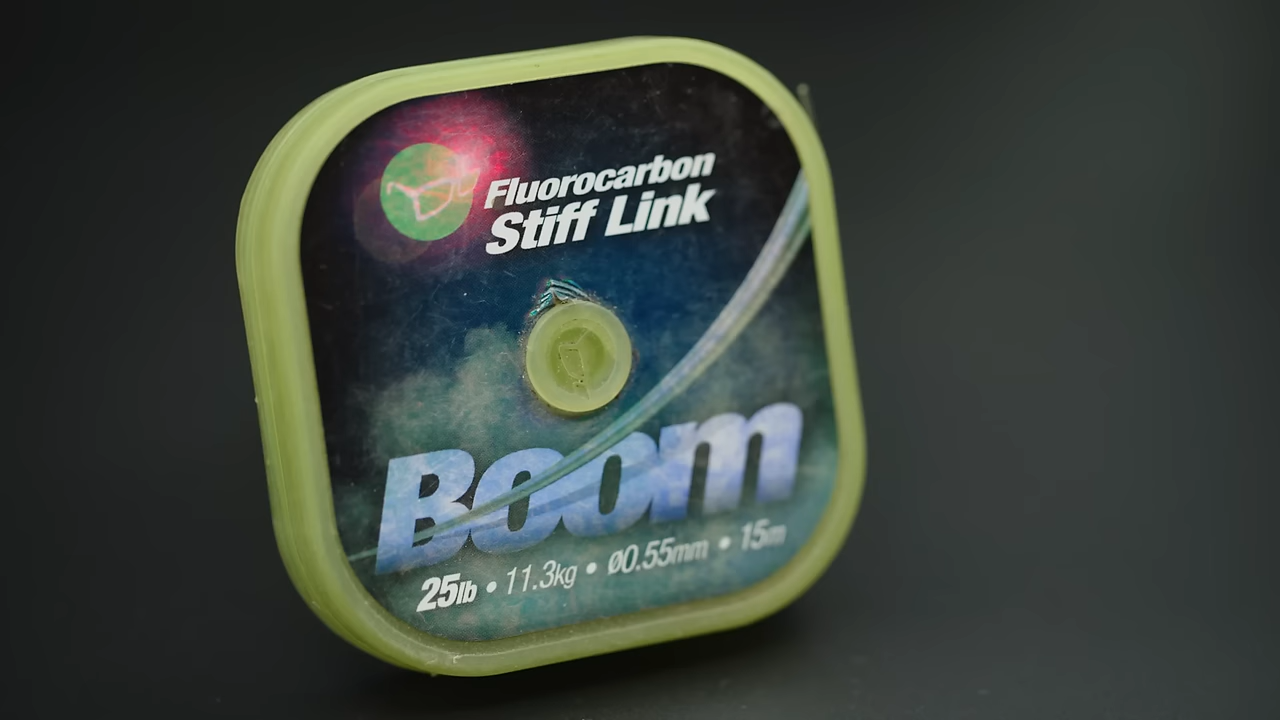 Fluorocarbon
Stiff Link
Boom
25lb • 11.3kg • ø0.55mm • 15m